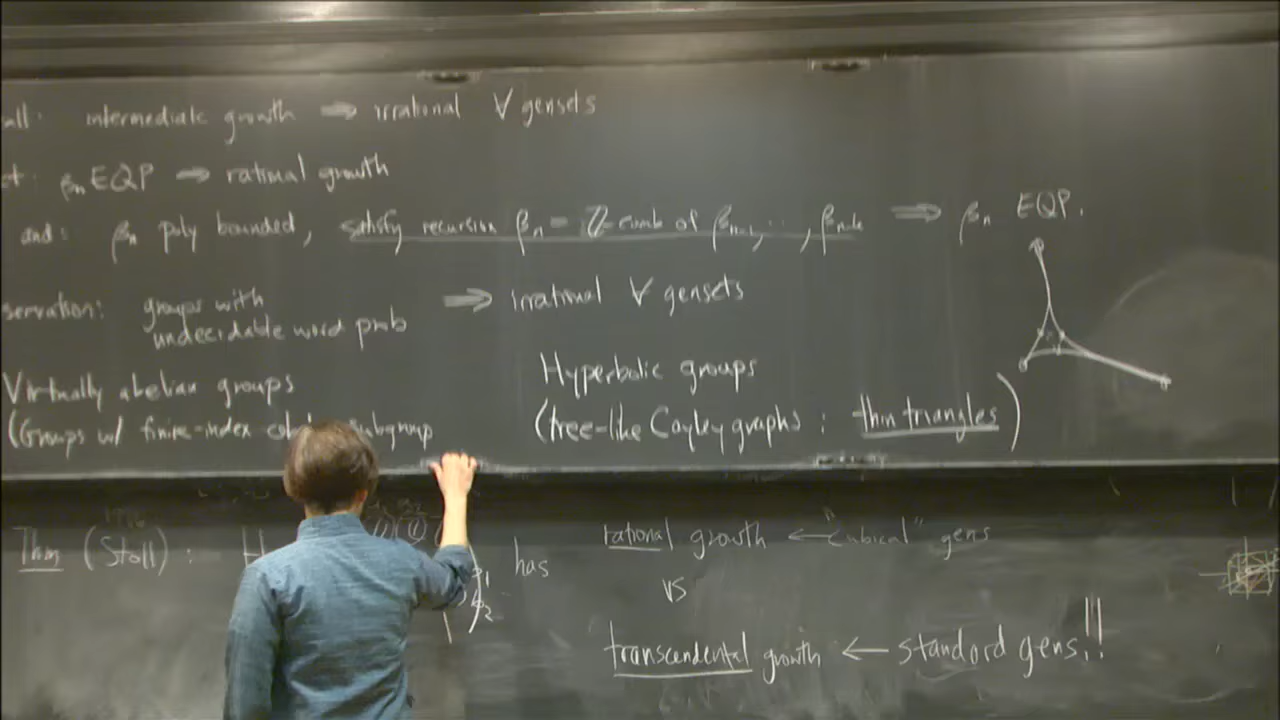 all: intermediate growth ⇒ irrational ∀ gensets
ct: βₙ EQP ⇒ rational growth
and: βₙ poly bounded, satisfy recursion βₙ = ℤ-comb of βₙ₋₁, ..., βₙ₋ₖ ⇒ βₙ EQP.
servation: groups with undecidable word prob ⇒ irrational ∀ gensets
Virtually abelian groups
(Groups w/ finite-index subgroup
Hyperbolic groups
(tree-like Cayley graphs : thin triangles)
Thm (Stoll) : H has
rational growth ← "cubical" gens
vs
transcendental growth ← standard gens!!